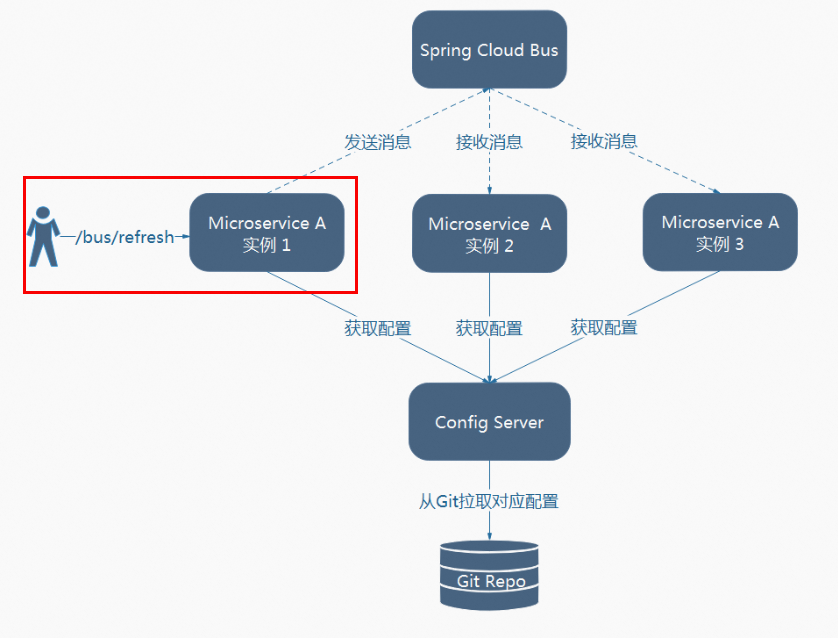 Spring Cloud Bus
发送消息
接收消息
接收消息
/bus/refresh
Microservice A
实例 1
Microservice A
实例 2
Microservice A
实例 3
获取配置
获取配置
获取配置
Config Server
从Git拉取对应配置
Git Repo